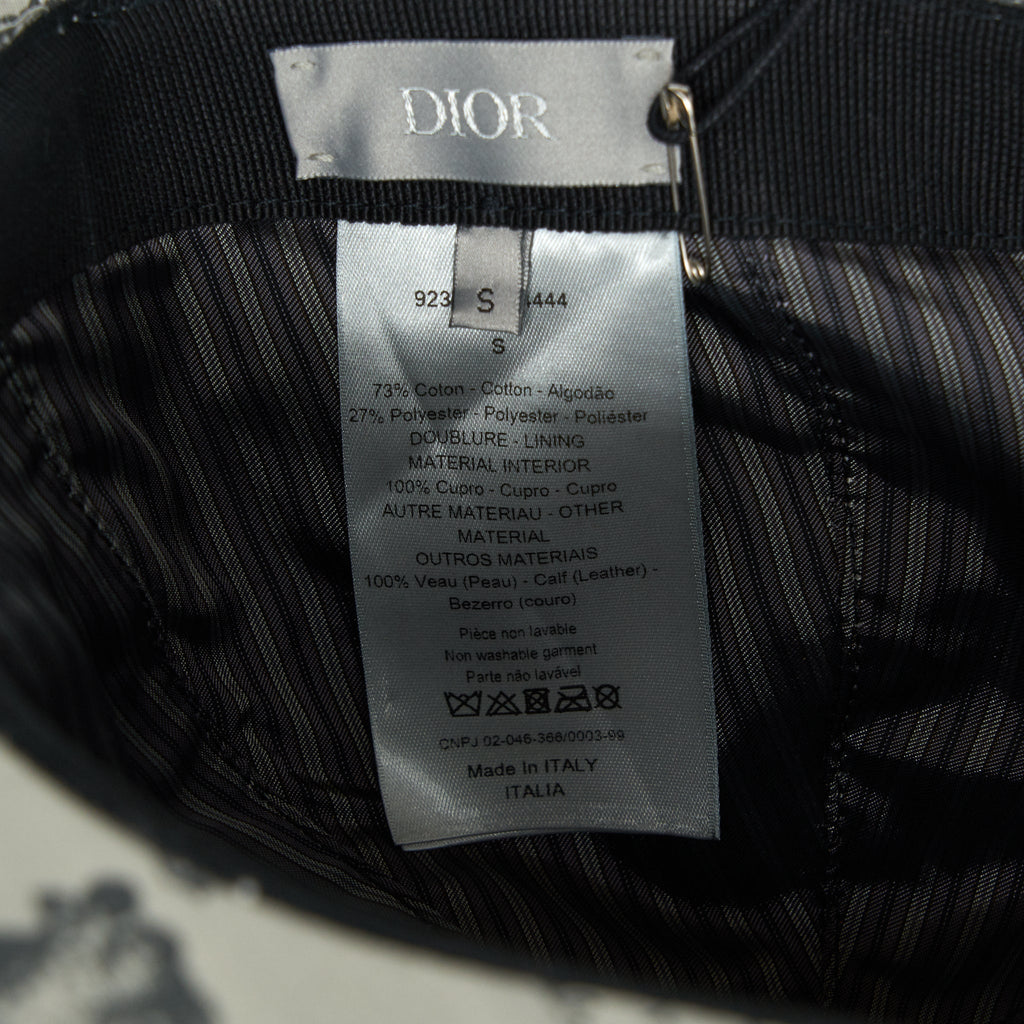 DIOR
923 S .444
S
73% Coton - Cotton - Algodão
27% Polyester - Polyester - Poliéster
DOUBLURE - LINING
MATERIAL INTERIOR
100% Cupro - Cupro - Cupro
AUTRE MATERIAU - OTHER
MATERIAL
OUTROS MATERIAIS
100% Veau (Peau) - Calf (Leather) -
Bezerro (couro)
Pièce non lavable
Non washable garment
Parte não lavável
CNPJ 02-046-366/0003-99
Made In ITALY
ITALIA